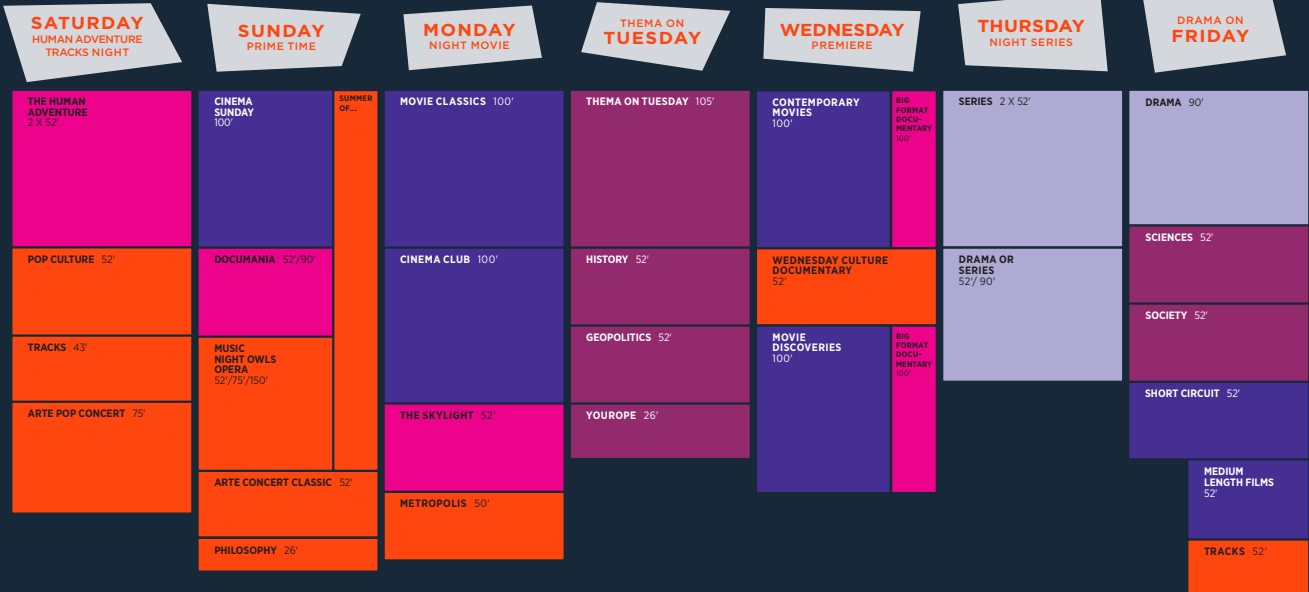 SATURDAY
HUMAN ADVENTURE
TRACKS NIGHT
SUNDAY
PRIME TIME
MONDAY
NIGHT MOVIE
THEMA ON
TUESDAY
WEDNESDAY
PREMIERE
THURSDAY
NIGHT SERIES
DRAMA ON
FRIDAY
THE HUMAN
ADVENTURE
2 X 52'
POP CULTURE 52'
TRACKS 43'
ARTE POP CONCERT 75'
CINEMA
SUNDAY
100'
SUMMER
OF...
DOCUMANIA 52'/90'
MUSIC
NIGHT OWLS
OPERA
52'/75'/150'
ARTE CONCERT CLASSIC 52'
PHILOSOPHY 26'
MOVIE CLASSICS 100'
CINEMA CLUB 100'
THE SKYLIGHT 52'
METROPOLIS 50'
THEMA ON TUESDAY 105'
HISTORY 52'
GEOPOLITICS 52'
YOUROPE 26'
CONTEMPORARY
MOVIES
100'
BIG
FORMAT
DOCU-
MENTARY
100'
WEDNESDAY CULTURE
DOCUMENTARY
52'
MOVIE
DISCOVERIES
100'
BIG
FORMAT
DOCU-
MENTARY
100'
SERIES 2 X 52'
DRAMA OR
SERIES
52'/ 90'
DRAMA 90'
SCIENCES 52'
SOCIETY 52'
SHORT CIRCUIT 52'
MEDIUM
LENGTH FILMS
52'
TRACKS 52'